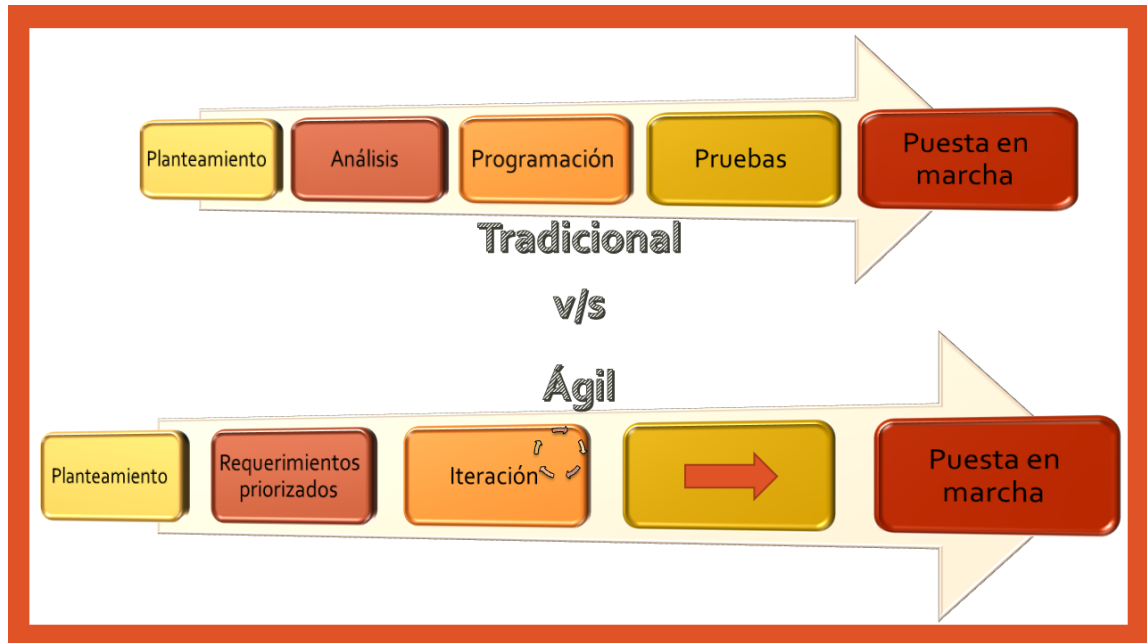 Planteamiento
Análisis
Programación
Pruebas
Puesta en
marcha
Tradicional
v/s
Ágil
Planteamiento
Requerimientos
priorizados
Iteración
Puesta en
marcha